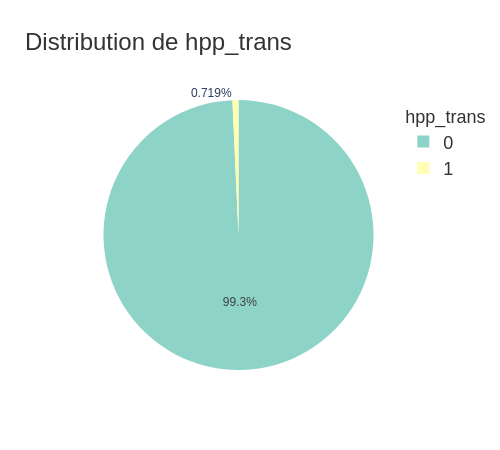 Distribution de hpp_trans
0.719%
hpp_trans
0
1
99.3%